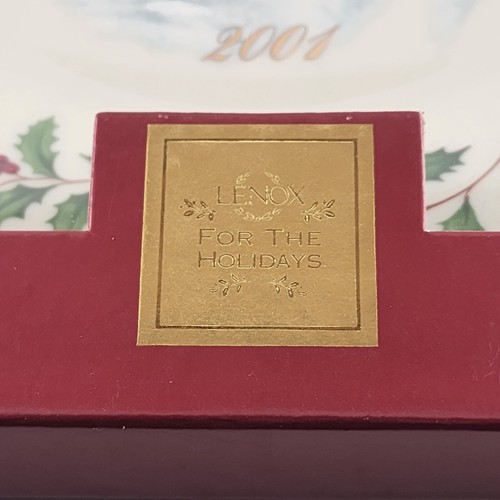 2001
LENOX
FOR THE
HOLIDAYS